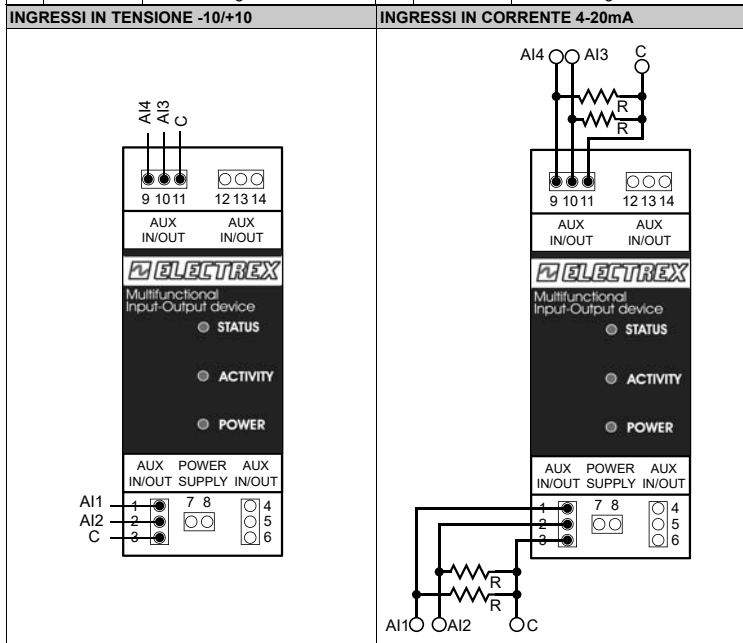 INGRESSI IN TENSIONE -10/+10
AI4 AI3 C
9 10 11 12 13 14
AUX IN/OUT AUX IN/OUT
ELECTREX
Multifunctional
Input-Output device
STATUS
ACTIVITY
POWER
AUX IN/OUT POWER SUPPLY AUX IN/OUT
7 8
AI1 1 4
AI2 2 5
C 3 6
INGRESSI IN CORRENTE 4-20mA
AI4 AI3 C
R
R
9 10 11 12 13 14
AUX IN/OUT AUX IN/OUT
ELECTREX
Multifunctional
Input-Output device
STATUS
ACTIVITY
POWER
AUX IN/OUT POWER SUPPLY AUX IN/OUT
7 8
1 4
2 5
3 6
R
R
AI1 AI2 C